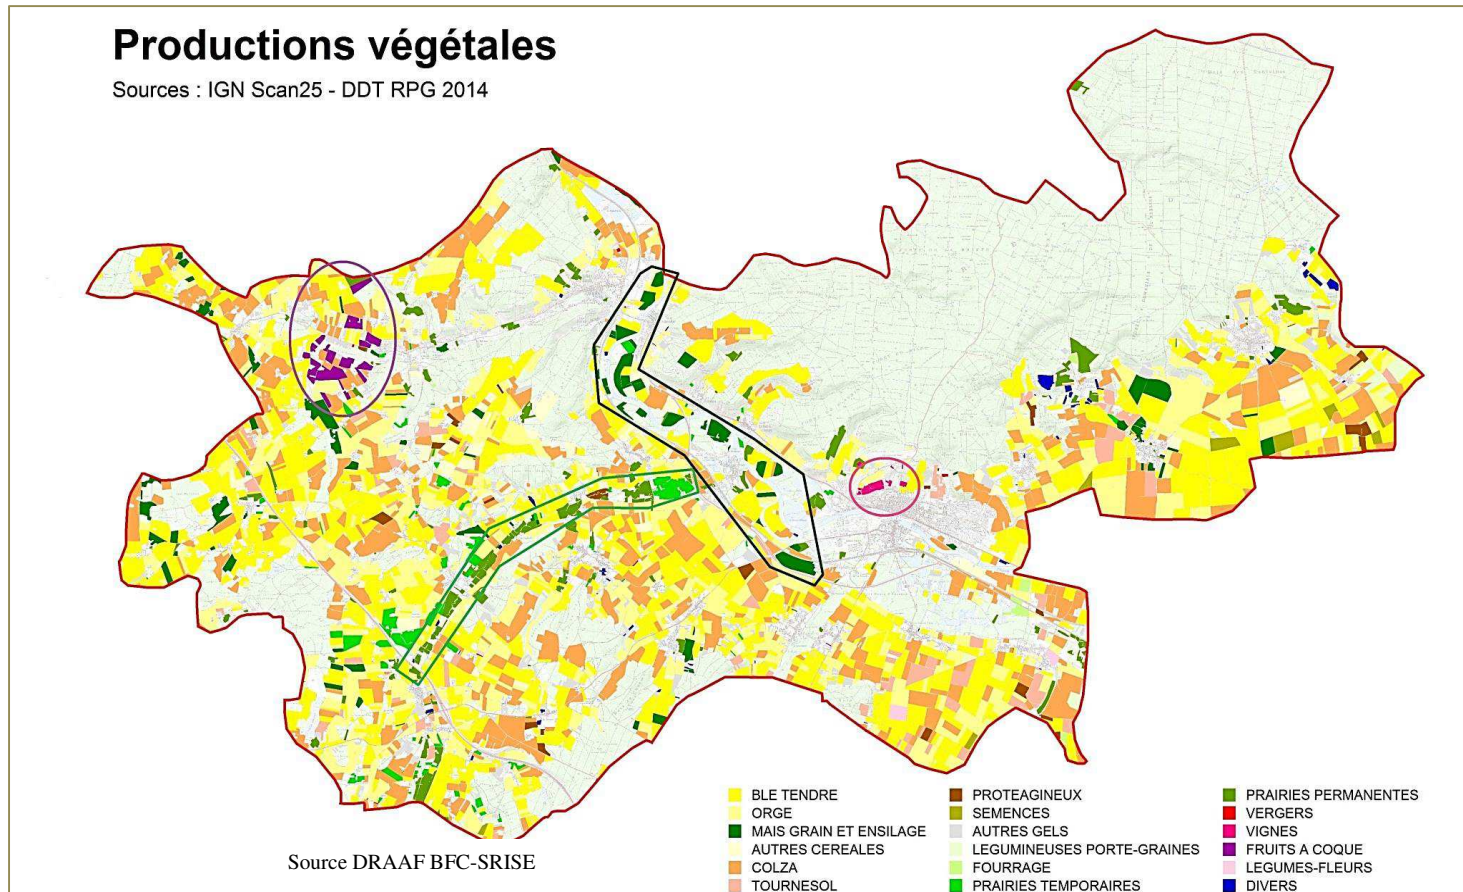 Productions végétales
Sources : IGN Scan25 - DDT RPG 2014
BLE TENDRE
ORGE
MAIS GRAIN ET ENSILAGE
AUTRES CEREALES
COLZA
TOURNESOL
PROTEAGINEUX
SEMENCES
AUTRES GELS
LEGUMINEUSES PORTE-GRAINES
FOURRAGE
PRAIRIES TEMPORAIRES
PRAIRIES PERMANENTES
VERGERS
VIGNES
FRUITS A COQUE
LEGUMES-FLEURS
DIVERS
Source DRAAF BFC-SRISE